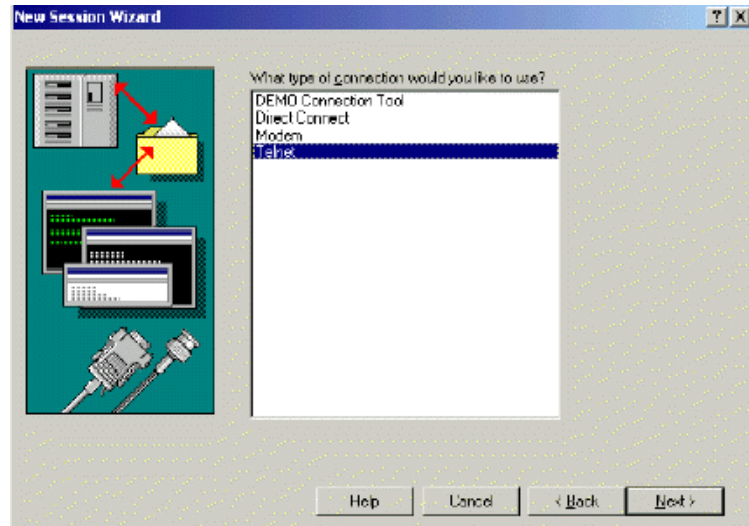 New Session Wizard
What type of connection would you like to use?
DEMO Connection Tool
Direct Connect
Modem
Telnet
Help
Cancel
< Back
Next >